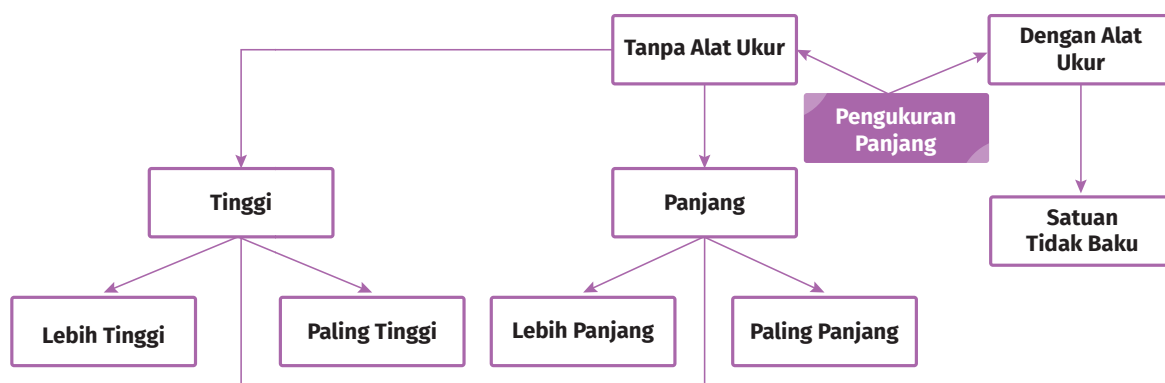 Tanpa Alat Ukur
Dengan Alat
Ukur
Pengukuran
Panjang
Tinggi
Panjang
Satuan
Tidak Baku
Lebih Tinggi
Paling Tinggi
Lebih Panjang
Paling Panjang